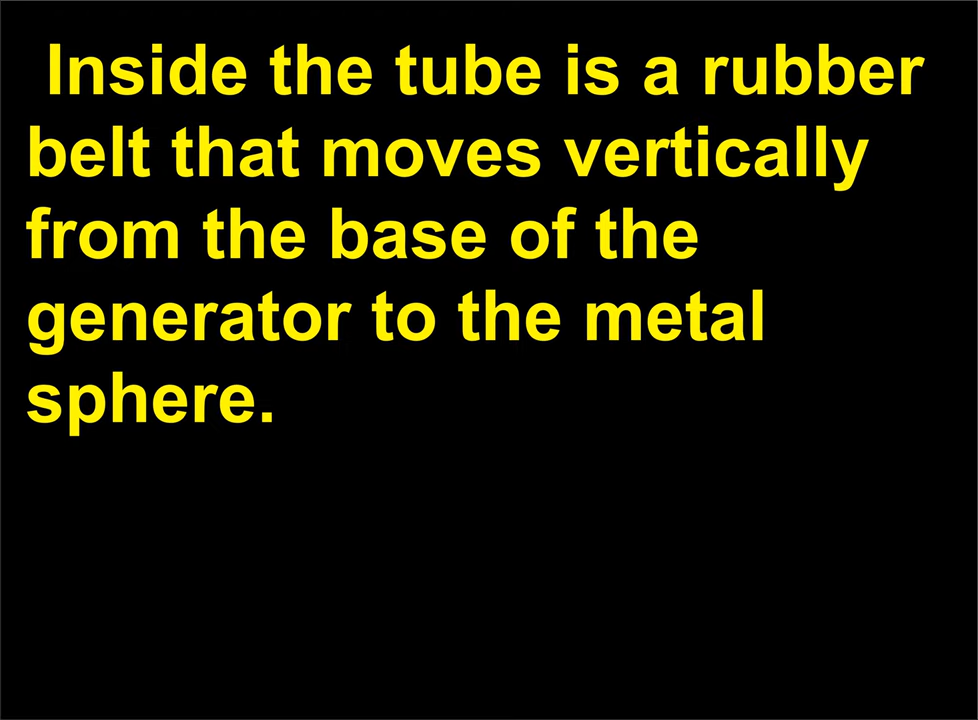 Inside the tube is a rubber
belt that moves vertically
from the base of the
generator to the metal
sphere.